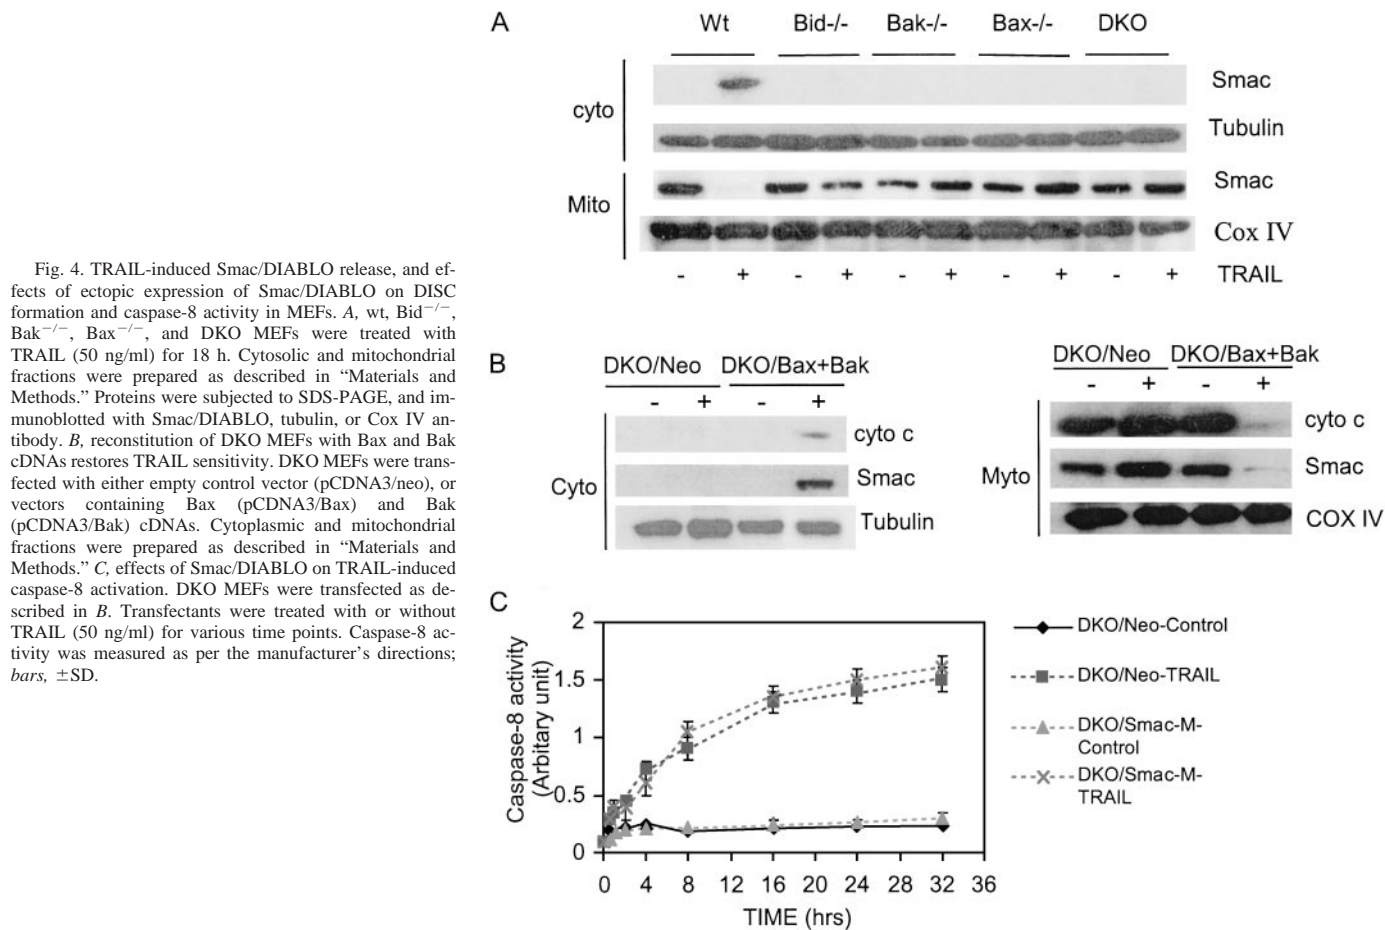 Fig. 4. TRAIL-induced Smac/DIABLO release, and ef-
fects of ectopic expression of Smac/DIABLO on DISC
formation and caspase-8 activity in MEFs. A, wt, Bid−/−,
Bak−/−, Bax−/−, and DKO MEFs were treated with
TRAIL (50 ng/ml) for 18 h. Cytosolic and mitochondrial
fractions were prepared as described in “Materials and
Methods.” Proteins were subjected to SDS-PAGE, and im-
munoblotted with Smac/DIABLO, tubulin, or Cox IV an-
tibody. B, reconstitution of DKO MEFs with Bax and Bak
cDNAs restores TRAIL sensitivity. DKO MEFs were trans-
fected with either empty control vector (pCDNA3/neo), or
vectors containing Bax (pCDNA3/Bax) and Bak
(pCDNA3/Bak) cDNAs. Cytoplasmic and mitochondrial
fractions were prepared as described in “Materials and
Methods.” C, effects of Smac/DIABLO on TRAIL-induced
caspase-8 activation. DKO MEFs were transfected as de-
scribed in B. Transfectants were treated with or without
TRAIL (50 ng/ml) for various time points. Caspase-8 ac-
tivity was measured as per the manufacturer’s directions;
bars, ±SD.
A
Wt Bid-/- Bak-/- Bax-/- DKO
cyto
Smac
Tubulin
Mito
Smac
Cox IV
- + - + - + - + - + TRAIL
B
DKO/Neo DKO/Bax+Bak
- + - +
Cyto
cyto c
Smac
Tubulin
DKO/Neo DKO/Bax+Bak
- + - +
Myto
cyto c
Smac
COX IV
C
Caspase-8 activity
(Arbitary unit)
2
1.5
1
0.5
0
0 4 8 12 16 20 24 28 32 36
TIME (hrs)
DKO/Neo-Control
DKO/Neo-TRAIL
DKO/Smac-M-
Control
DKO/Smac-M-
TRAIL